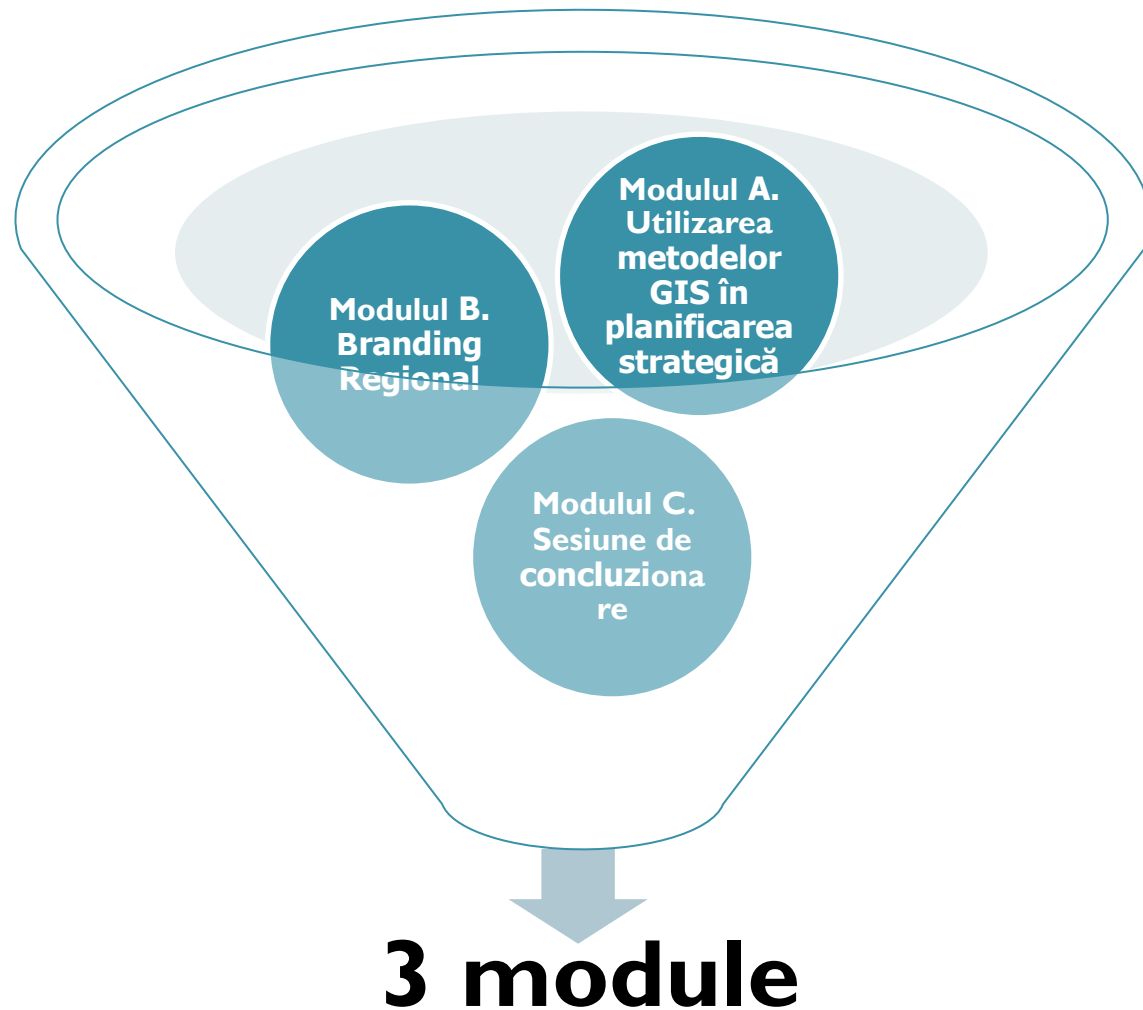 Modulul A.
Utilizarea
metodelor
GIS în
planificarea
strategică
Modulul B.
Branding
Regional
Modulul C.
Sesiune de
concluziona
re
3 module